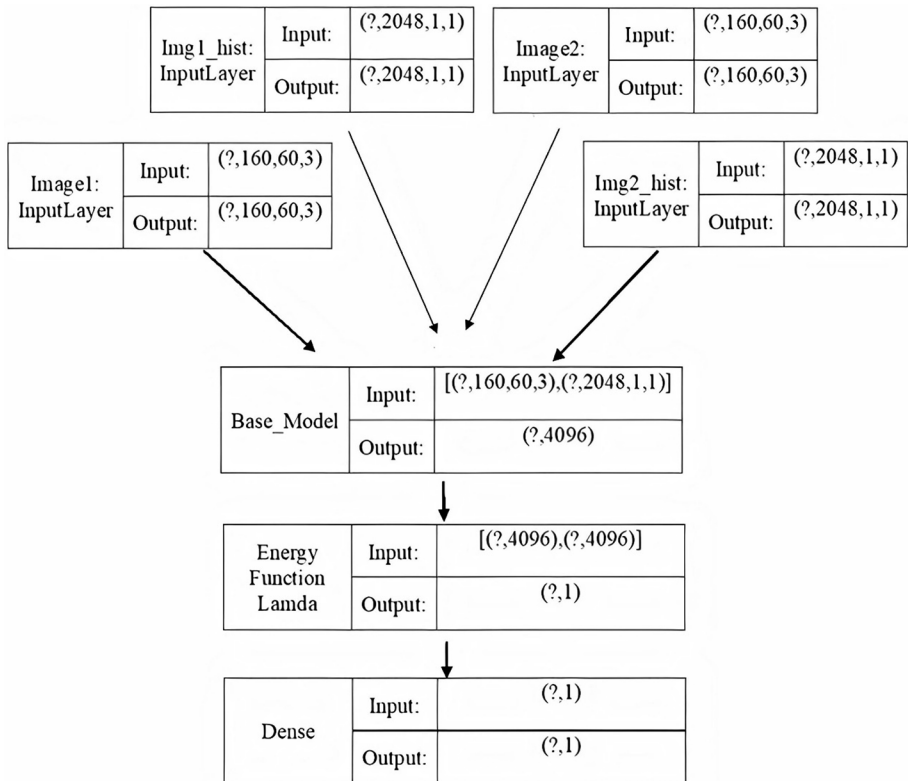 Img1_hist:
InputLayer
Input:
(?,2048,1,1)
Output:
(?,2048,1,1)
Image2:
InputLayer
Input:
(?,160,60,3)
Output:
(?,160,60,3)
Image1:
InputLayer
Input:
(?,160,60,3)
Output:
(?,160,60,3)
Img2_hist:
InputLayer
Input:
(?,2048,1,1)
Output:
(?,2048,1,1)
Base_Model
Input:
[(?,160,60,3),(?,2048,1,1)]
Output:
(?,4096)
Energy
Function
Lamda
Input:
[(?,4096),(?,4096)]
Output:
(?,1)
Dense
Input:
(?,1)
Output:
(?,1)